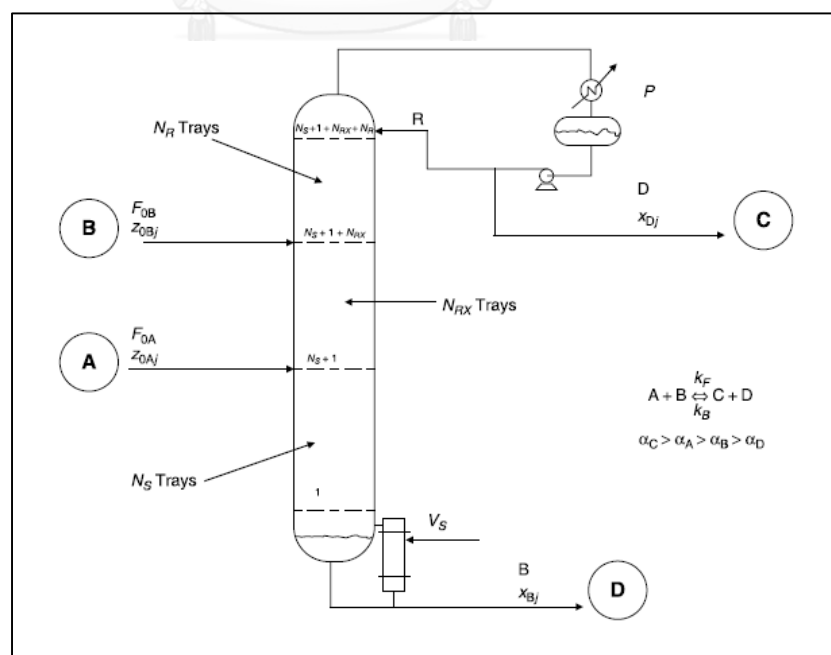 P
N_S+1+N_RX+N_R
R
N_R Trays
D
x_Dj
C
B
F_0B
z_0Bj
N_S+1+N_RX
N_RX Trays
A
F_0A
z_0Aj
N_S+1
k_F
A + B ⇔ C + D
k_B
α_C > α_A > α_B > α_D
N_S Trays
1
V_S
B
x_Bj
D